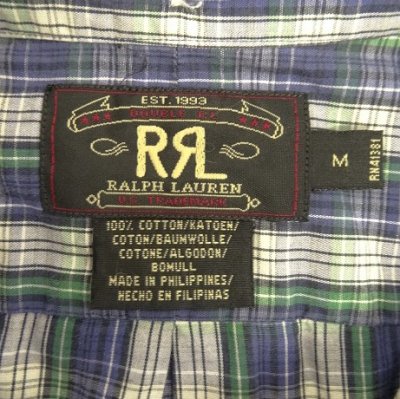 EST. 1993
DOUBLE RL
RRL
RALPH LAUREN
U.S. TRADEMARK
M
RN41381
100% COTTON/KATOEN/
COTON/BAUMWOLLE/
COTONE/ALGODON/
BOMULL
MADE IN PHILIPPINES/
HECHO EN FILIPINAS